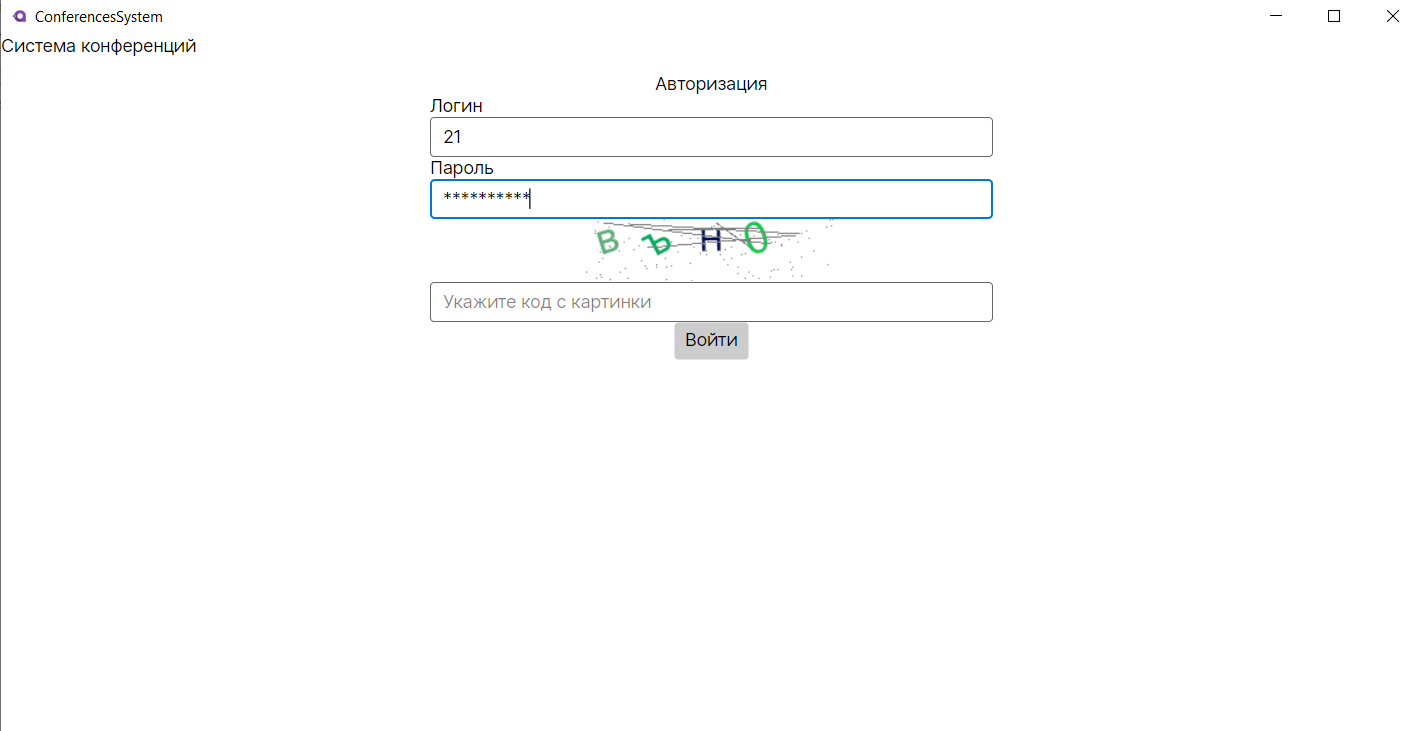 ConferencesSystem
Система конференций
Авторизация
Логин
21
Пароль
**********
В Ъ Н О
Укажите код с картинки
Войти